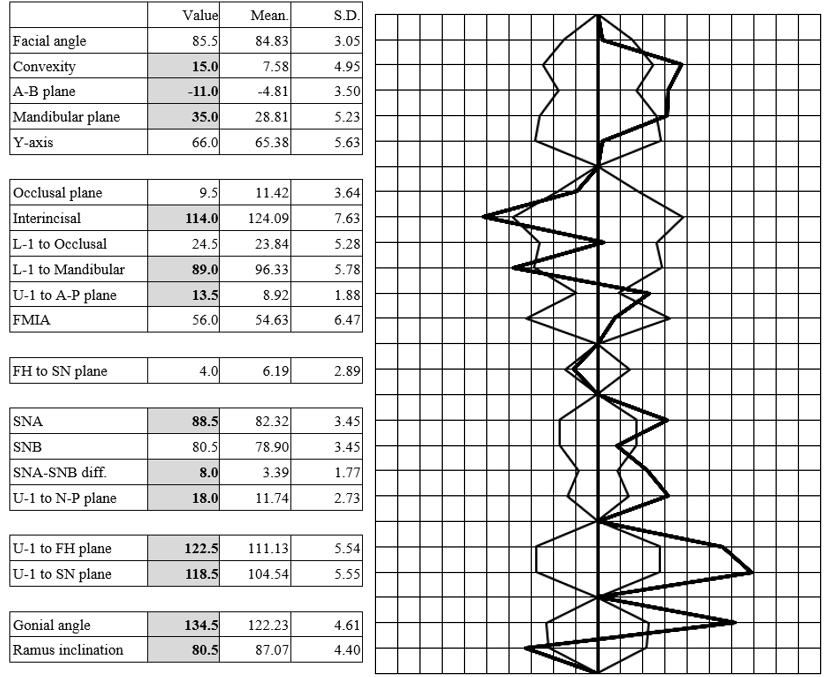 Value Mean. S.D.
Facial angle 85.5 84.83 3.05
Convexity 15.0 7.58 4.95
A-B plane -11.0 -4.81 3.50
Mandibular plane 35.0 28.81 5.23
Y-axis 66.0 65.38 5.63
Occlusal plane 9.5 11.42 3.64
Interincisal 114.0 124.09 7.63
L-1 to Occlusal 24.5 23.84 5.28
L-1 to Mandibular 89.0 96.33 5.78
U-1 to A-P plane 13.5 8.92 1.88
FMIA 56.0 54.63 6.47
FH to SN plane 4.0 6.19 2.89
SNA 88.5 82.32 3.45
SNB 80.5 78.90 3.45
SNA-SNB diff. 8.0 3.39 1.77
U-1 to N-P plane 18.0 11.74 2.73
U-1 to FH plane 122.5 111.13 5.54
U-1 to SN plane 118.5 104.54 5.55
Gonial angle 134.5 122.23 4.61
Ramus inclination 80.5 87.07 4.40